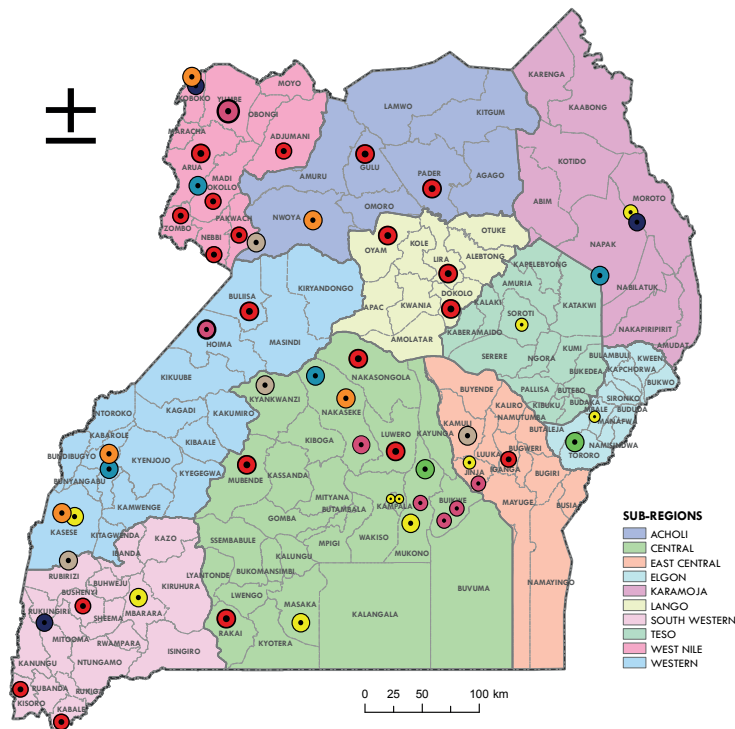 KARENGA
KAABONG
MOYO
KOBOKO
YUMBE
OBONGI
LAMWO
KITGUM
MARACHA
ADJUMANI
KOTIDO
ARUA
GULU
MADI
OKOLLO
AMURU
PADER
AGAGO
ABIM
MOROTO
ZOMBO
PAKWACH
NWOYA
OMORO
NEBBI
OYAM
KOLE
OTUKE
NAPAK
LIRA
ALEBTONG
KAPELEBYONG
NABILATUK
KIRYANDONGO
BULIISA
DOKOLO
AMURIA
KALAKI
KATAKWI
APAC
KWANIA
SOROTI
KABERAMAIDO
NAKAPIRIPIRIT
HOIMA
MASINDI
AMOLATAR
AMUDAT
SERERE
NGORA
KUMI
BULAMBULI
KWEEN
BUKEDEA
KAPCHORWA
KIKUUBE
NAKASONGOLA
BUKWO
KYANKWANZI
BUYENDE
PALLISA
BUTEBO
SIRONKO
NTOROKO
KAGADI
KAKUMIRO
NAKASEKE
KALIRO
KIBUKU
BUDAKA
MBALE
BUDUDA
NAMUTUMBA
MANAFWA
KABAROLE
KIBAALE
KIBOGA
LUWERO
KAYUNGA
KAMULI
BUTALEJA
BUNDIBUGYO
KYENJOJO
LUUKA
BUGWERI
NAMISINDWA
TORORO
KYEGEGWA
MUBENDE
KASSANDA
JINJA
IGANGA
BUGIRI
BUNYANGABU
KAMWENGE
MITYANA
KAMPALA
BUIKWE
MAYUGE
BUSIA
KASESE
GOMBA
BUTAMBALA
KITAGWENDA
KAZO
SSEMBABULE
MPIGI
WAKISO
MUKONO
IBANDA
RUBIRIZI
BUHWEJU
KIRUHURA
LYANTONDE
KALUNGU
BUKOMANSIMBI
NAMAYINGO
BUSHENYI
LWENGO
MASAKA
KALANGALA
BUVUMA
RUKUNGIRI
SHEEMA
MBARARA
RAKAI
MITOOMA
RWAMPARA
KYOTERA
KANUNGU
NTUNGAMO
ISINGIRO
RUBANDA
RUKIGA
KISORO
KABALE
0 25 50 100 km
SUB-REGIONS
ACHOLI
CENTRAL
EAST CENTRAL
ELGON
KARAMOJA
LANGO
SOUTH WESTERN
TESO
WEST NILE
WESTERN